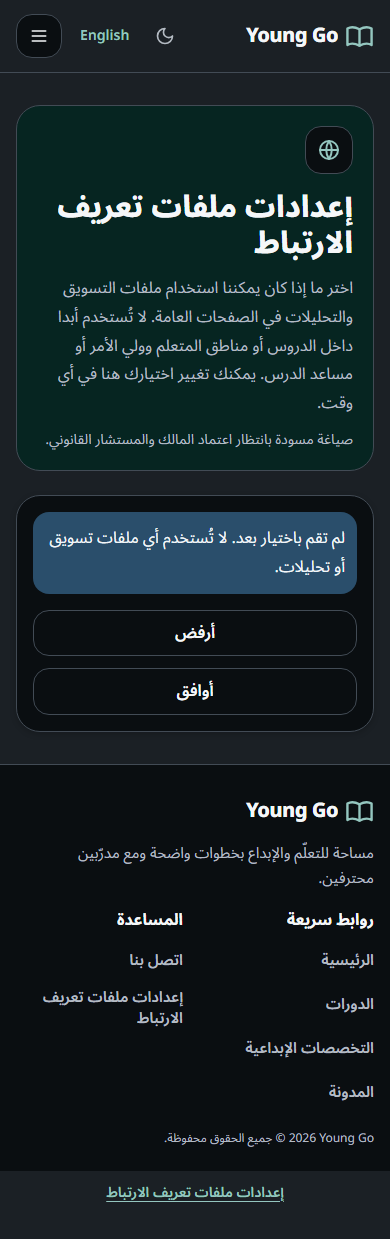 Young Go
English
إعدادات ملفات تعريف
الارتباط
اختر ما إذا كان يمكننا استخدام ملفات التسويق
والتحليلات في الصفحات العامة. لا تُستخدم أبدا
داخل الدروس أو مناطق المتعلم وولي الأمر أو
مساعد الدرس. يمكنك تغيير اختيارك هنا في أي
وقت.
صياغة مسودة بانتظار اعتماد المالك والمستشار القانوني.
لم تقم باختيار بعد. لا تُستخدم أي ملفات تسويق
أو تحليلات.
أرفض
أوافق
Young Go
مساحة للتعلّم والإبداع بخطوات واضحة ومع مدرّبين
محترفين.
روابط سريعة
الرئيسية
الدورات
التخصصات الإبداعية
المدونة
المساعدة
اتصل بنا
إعدادات ملفات تعريف
الارتباط
Young Go 2026 © جميع الحقوق محفوظة.
إعدادات ملفات تعريف الارتباط